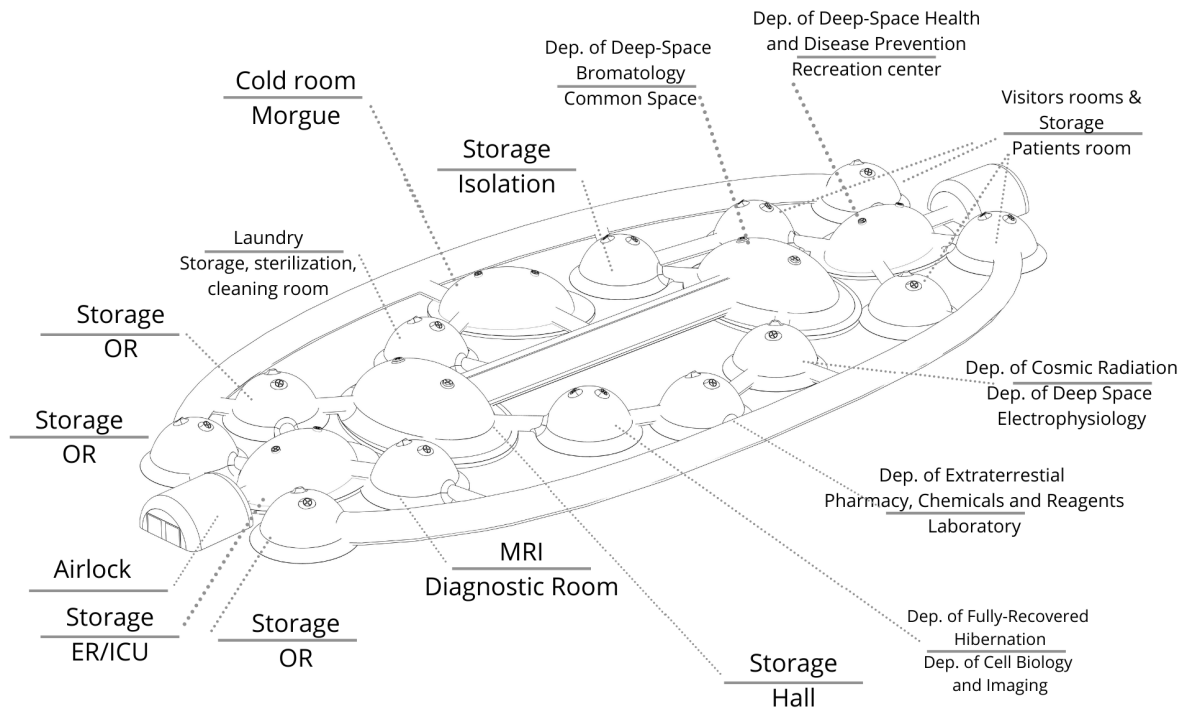 Dep. of Deep-Space Health
and Disease Prevention
Recreation center
Dep. of Deep-Space
Bromatology
Common Space
Cold room
Morgue
Visitors rooms &
Storage
Patients room
Storage
Isolation
Laundry
Storage, sterilization,
cleaning room
Storage
OR
Dep. of Cosmic Radiation
Dep. of Deep Space
Electrophysiology
Storage
OR
Dep. of Extraterrestial
Pharmacy, Chemicals and Reagents
Laboratory
MRI
Diagnostic Room
Airlock
Storage
ER/ICU
Storage
OR
Dep. of Fully-Recovered
Hibernation
Dep. of Cell Biology
and Imaging
Storage
Hall